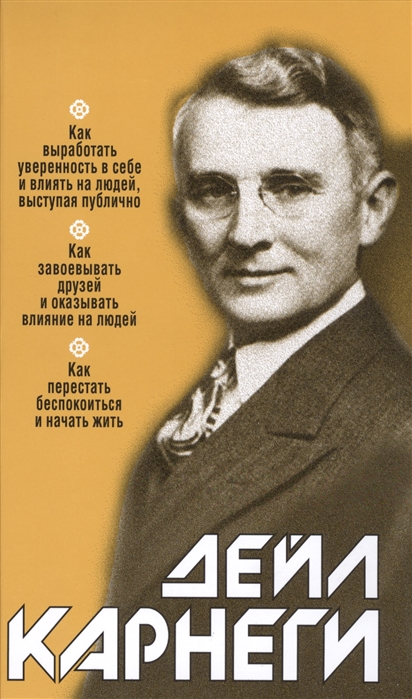 Как
выработать
уверенность в себе
и влиять на людей,
выступая публично
Как
завоевывать
друзей
и оказывать
влияние на людей
Как
перестать
беспокоиться
и начать жить
ДЕЙЛ
КАРНЕГИ